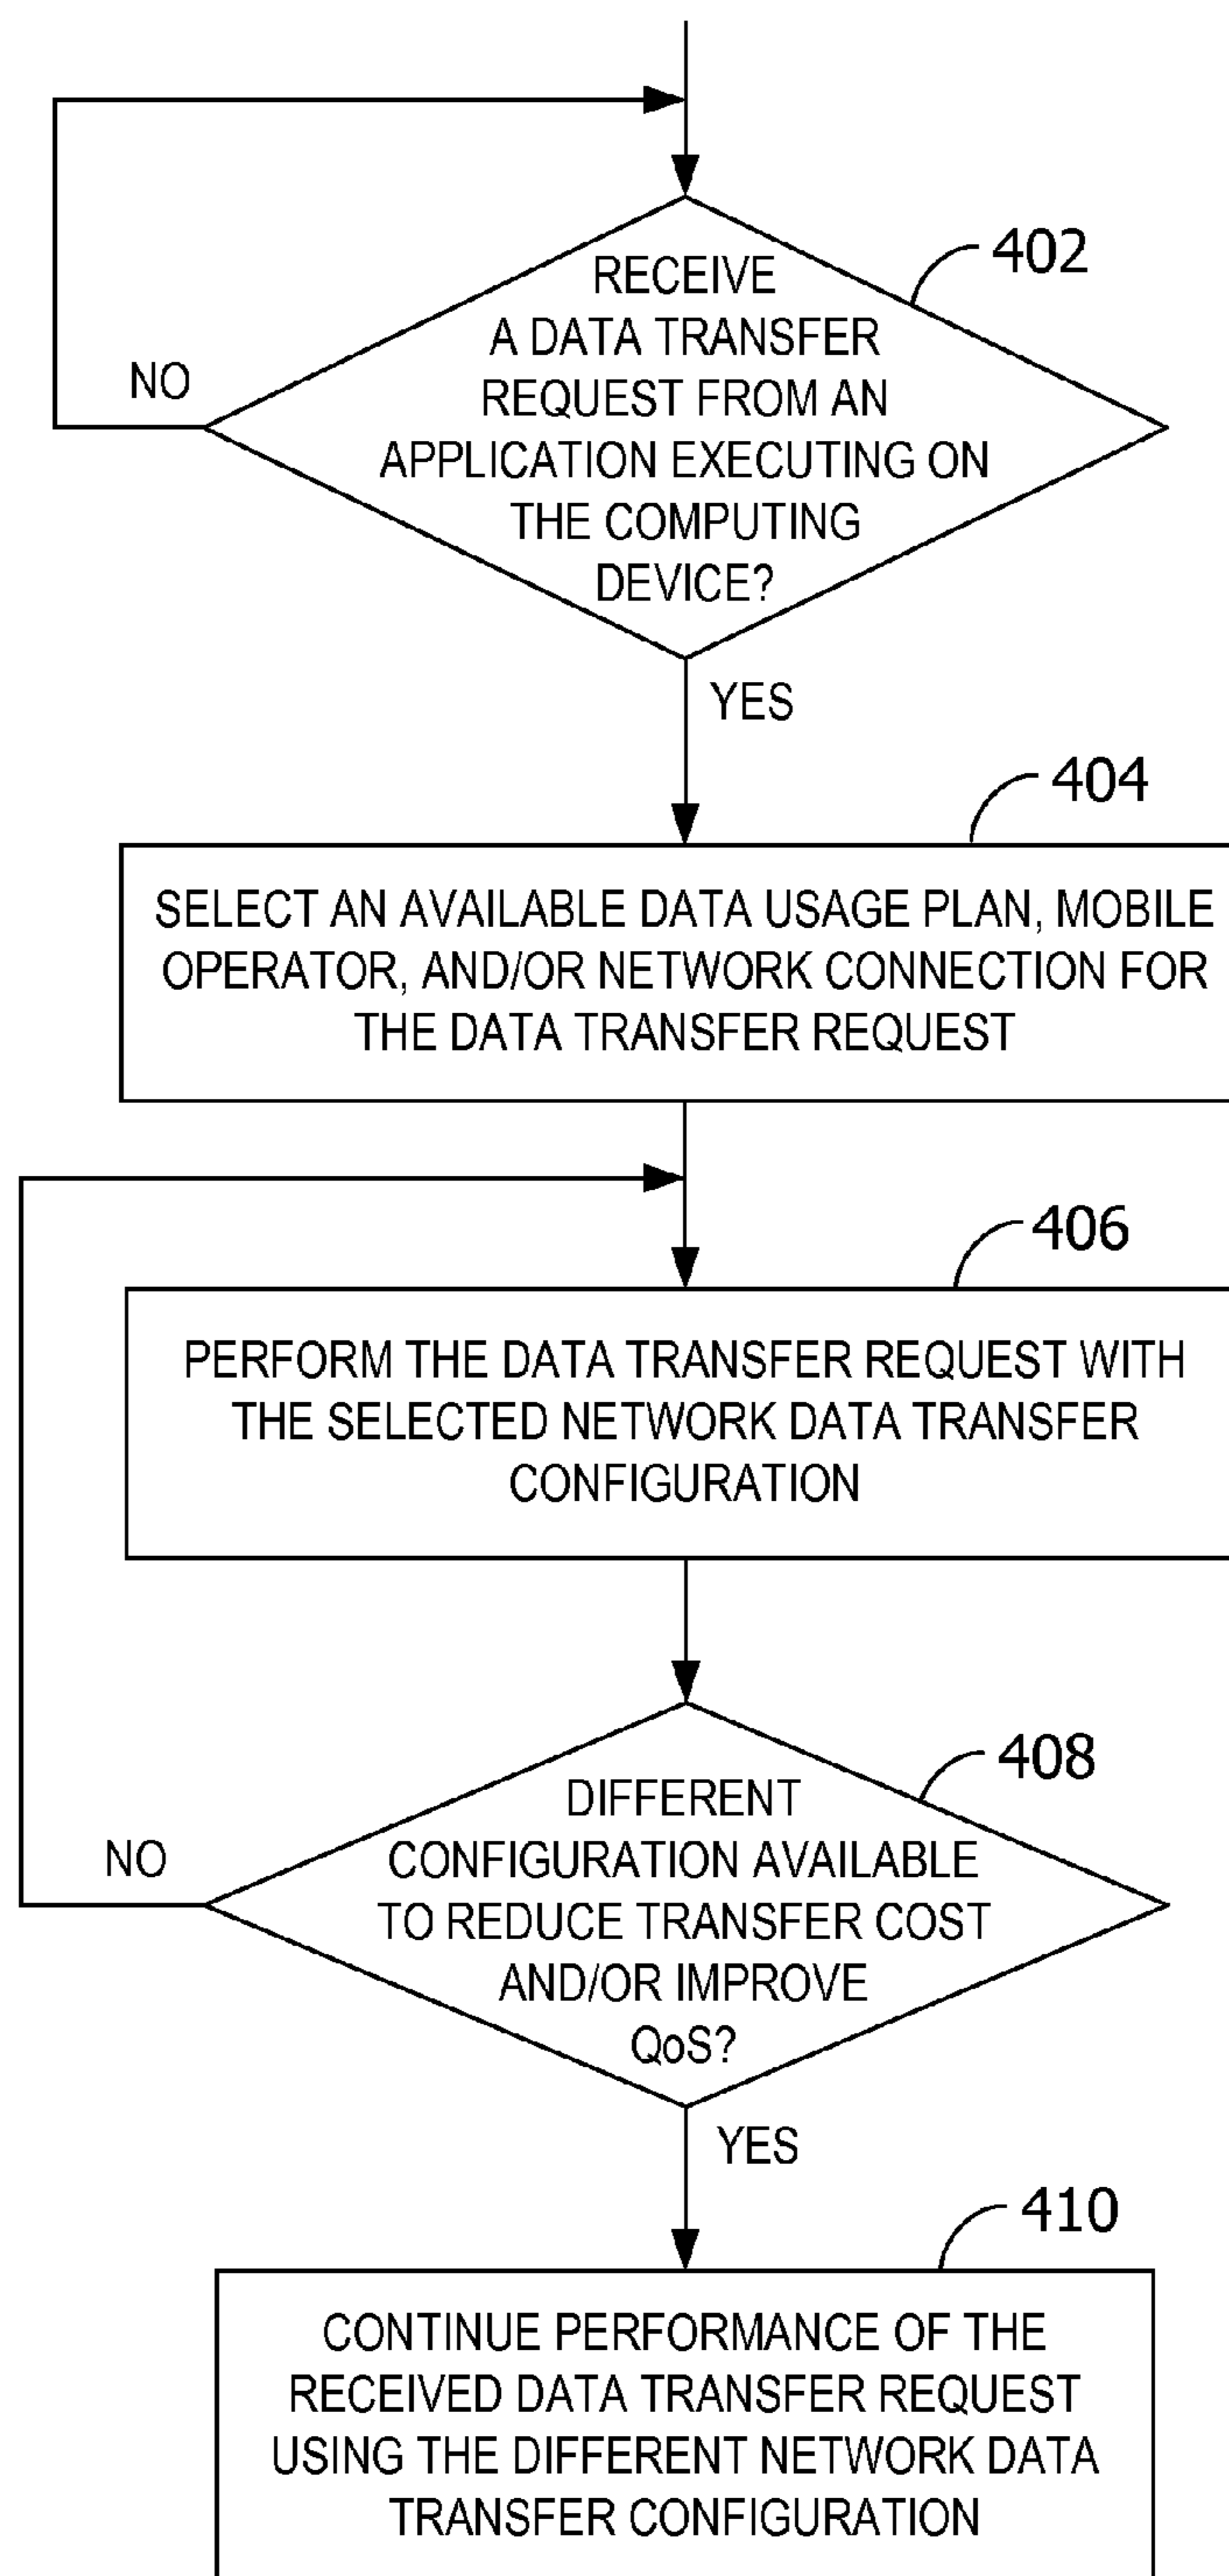 402
RECEIVE
A DATA TRANSFER
REQUEST FROM AN
APPLICATION EXECUTING ON
THE COMPUTING
DEVICE?
NO
YES
404
SELECT AN AVAILABLE DATA USAGE PLAN, MOBILE
OPERATOR, AND/OR NETWORK CONNECTION FOR
THE DATA TRANSFER REQUEST
406
PERFORM THE DATA TRANSFER REQUEST WITH
THE SELECTED NETWORK DATA TRANSFER
CONFIGURATION
408
DIFFERENT
CONFIGURATION AVAILABLE
TO REDUCE TRANSFER COST
AND/OR IMPROVE
QoS?
NO
YES
410
CONTINUE PERFORMANCE OF THE
RECEIVED DATA TRANSFER REQUEST
USING THE DIFFERENT NETWORK DATA
TRANSFER CONFIGURATION